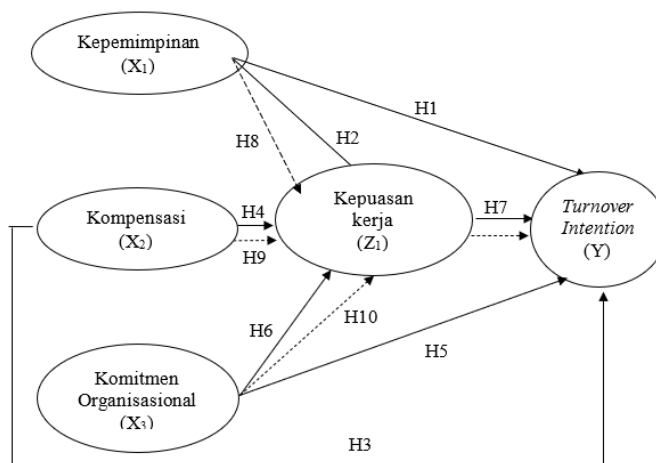 Kepemimpinan
(X₁)
H1
H8
H2
Kompensasi
(X₂)
H4
H9
Kepuasan
kerja
(Z₁)
H7
Turnover
Intention
(Y)
H6
H10
H5
Komitmen
Organisasional
(X₃)
H3